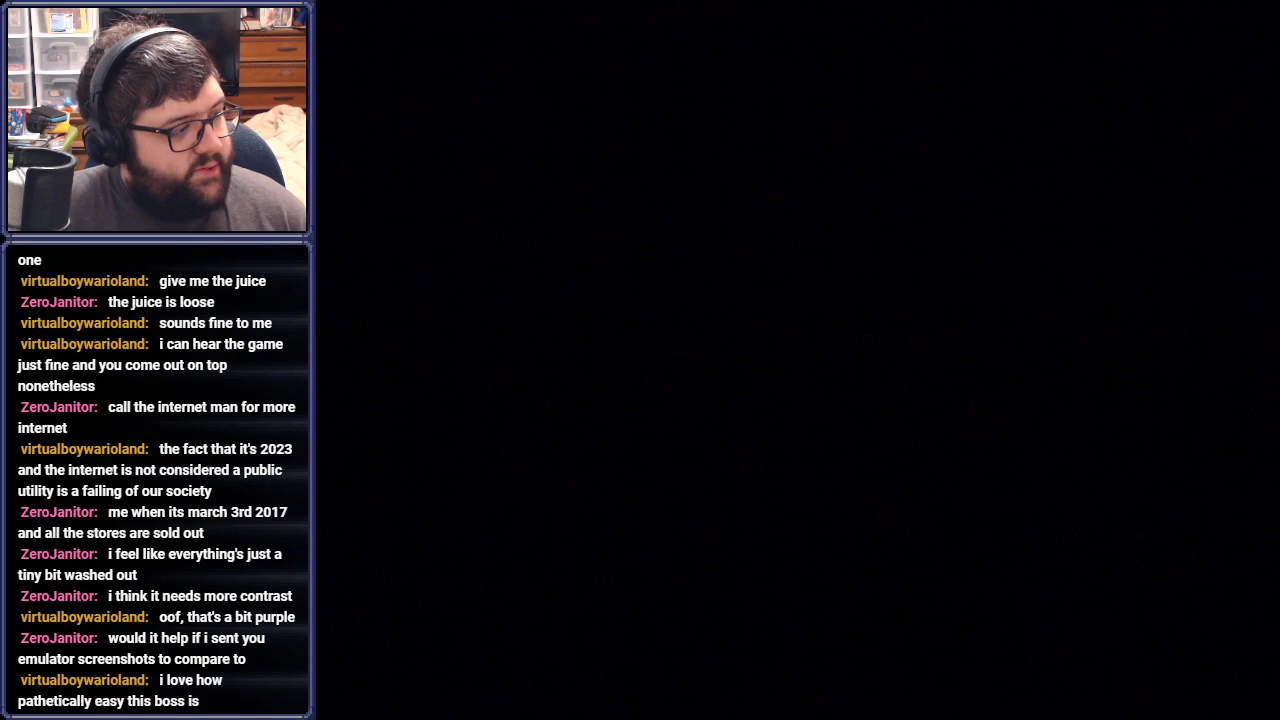 one
virtualboywarioland: give me the juice
ZeroJanitor: the juice is loose
virtualboywarioland: sounds fine to me
virtualboywarioland: i can hear the game
just fine and you come out on top
nonetheless
ZeroJanitor: call the internet man for more
internet
virtualboywarioland: the fact that it's 2023
and the internet is not considered a public
utility is a failing of our society
ZeroJanitor: me when its march 3rd 2017
and all the stores are sold out
ZeroJanitor: i feel like everything's just a
tiny bit washed out
ZeroJanitor: i think it needs more contrast
virtualboywarioland: oof, that's a bit purple
ZeroJanitor: would it help if i sent you
emulator screenshots to compare to
virtualboywarioland: i love how
pathetically easy this boss is